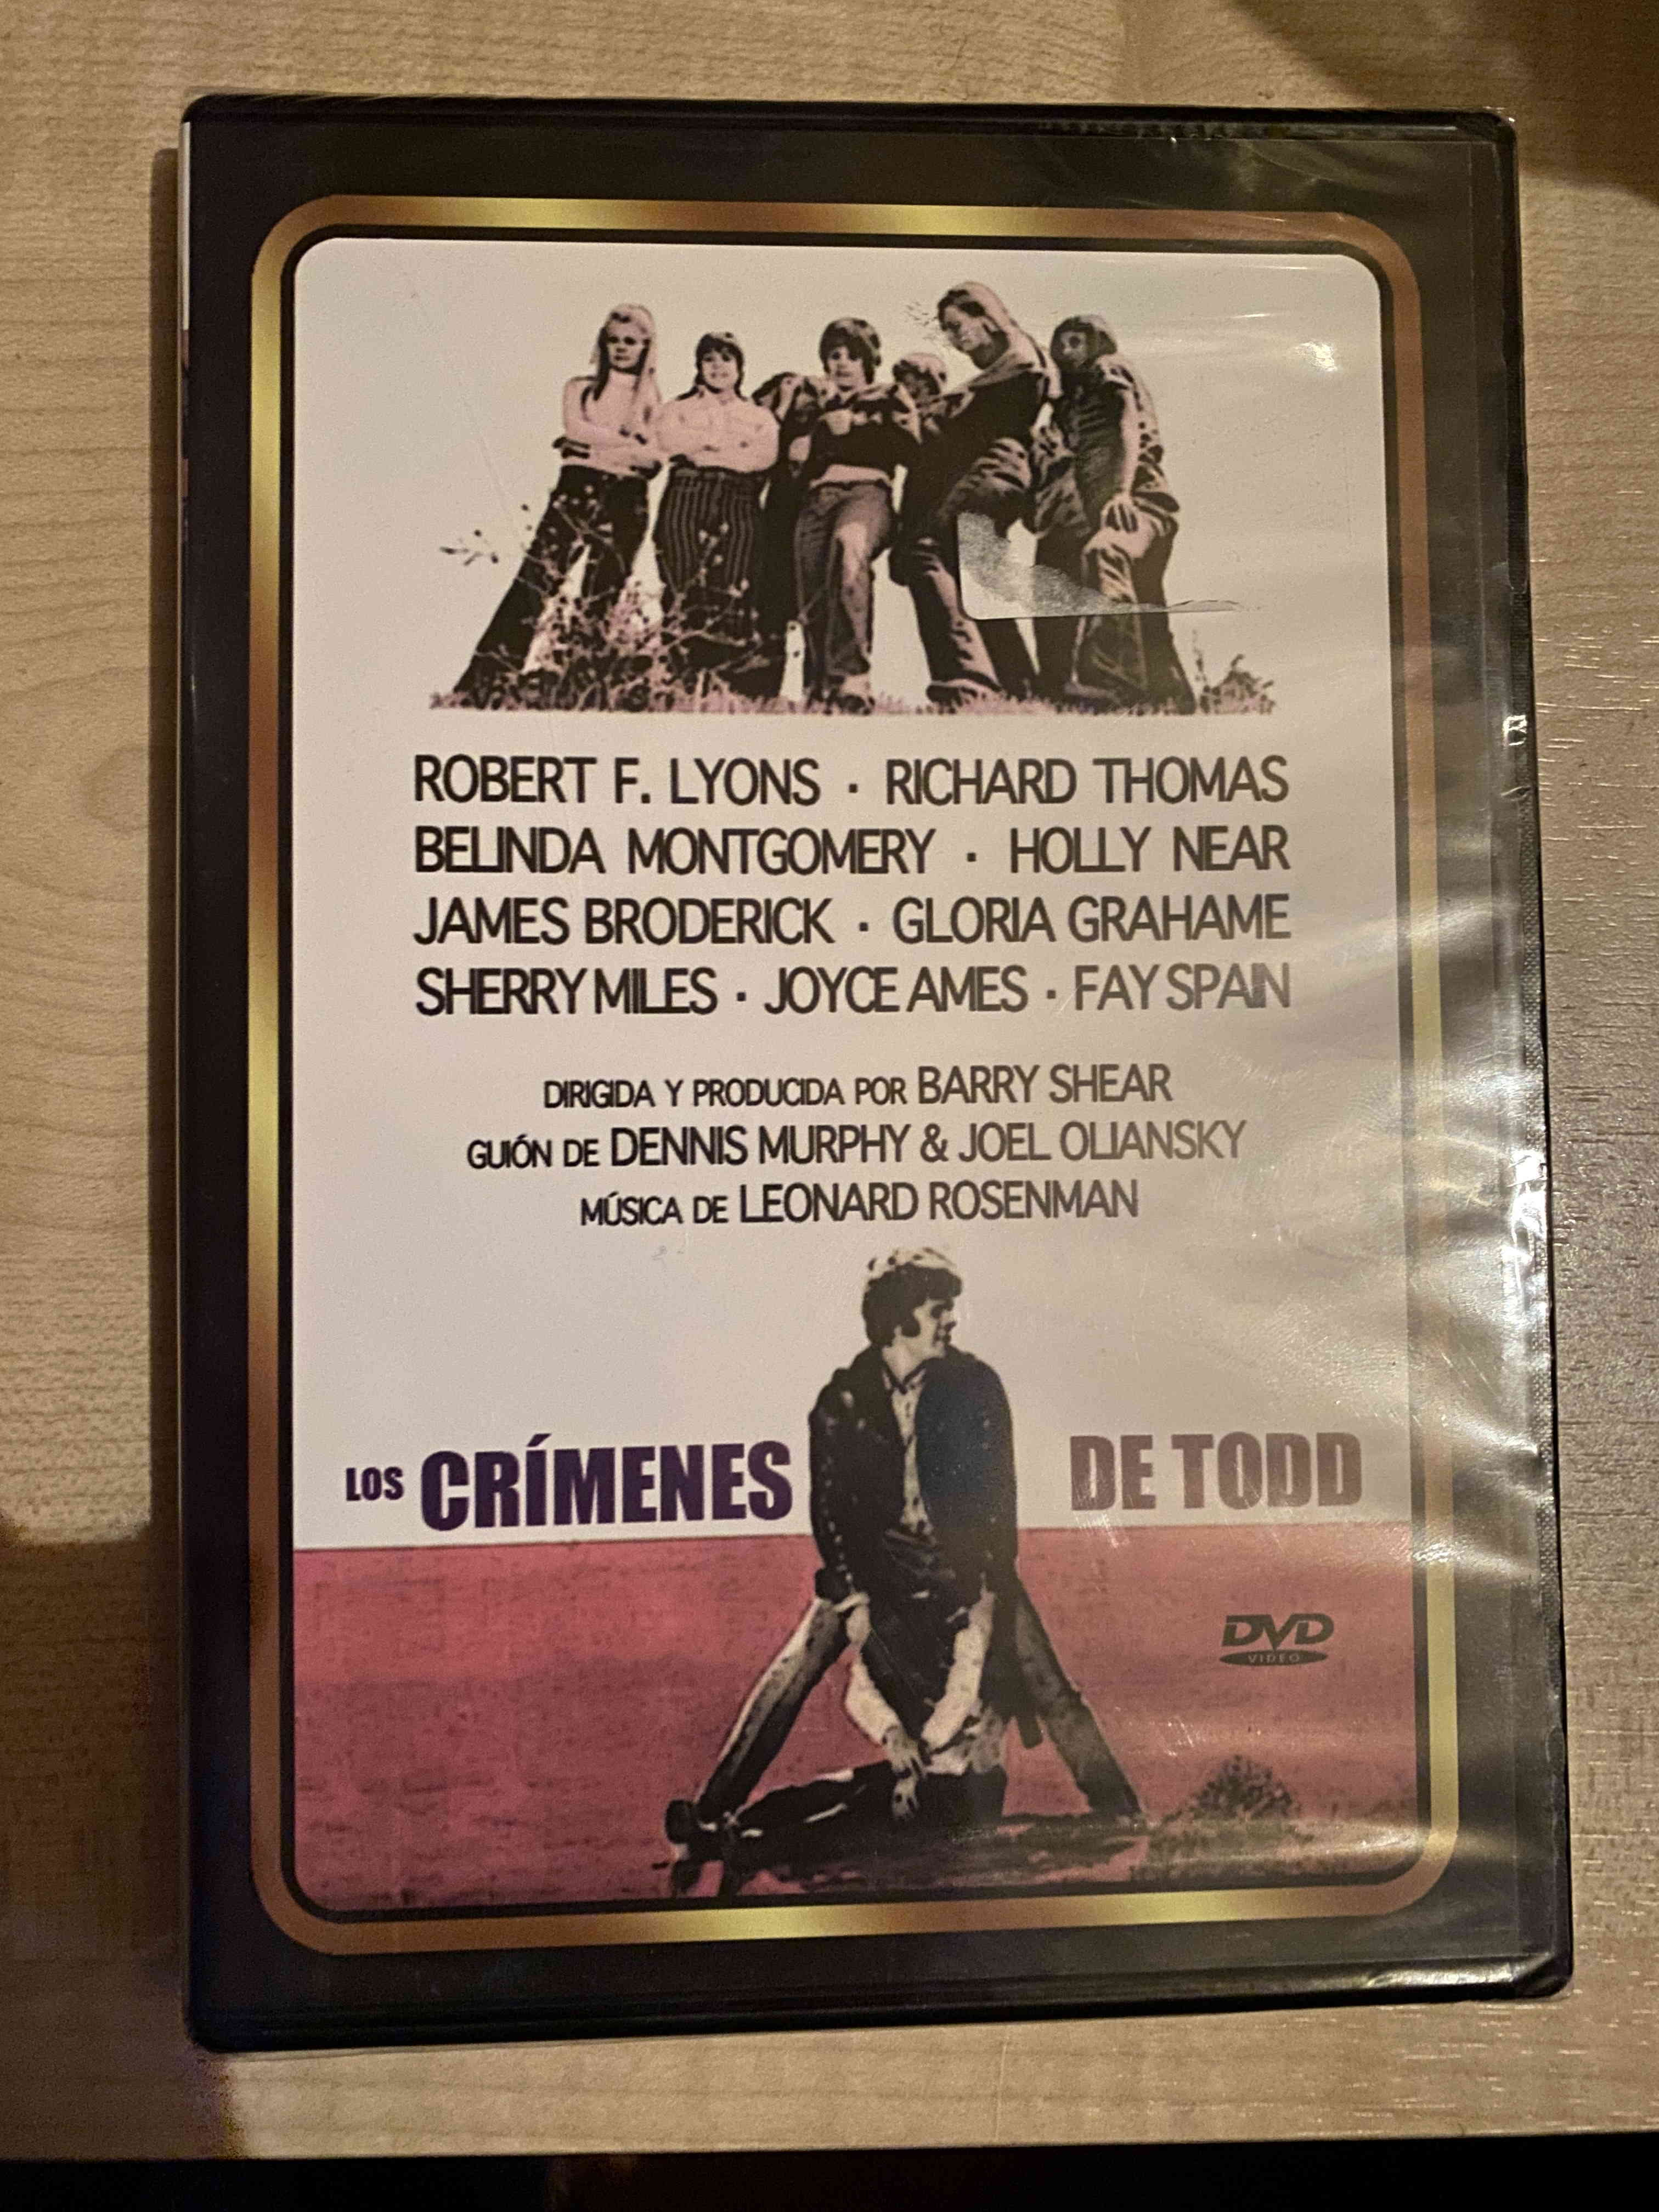 ROBERT F. LYONS · RICHARD THOMAS
BELINDA MONTGOMERY · HOLLY NEAR
JAMES BRODERICK · GLORIA GRAHAME
SHERRY MILES · JOYCE AMES · FAY SPAIN
DIRIGIDA Y PRODUCIDA POR BARRY SHEAR
GUIÓN DE DENNIS MURPHY & JOEL OLIANSKY
MÚSICA DE LEONARD ROSENMAN
LOS CRÍMENES DE TODD
DVD
VIDEO